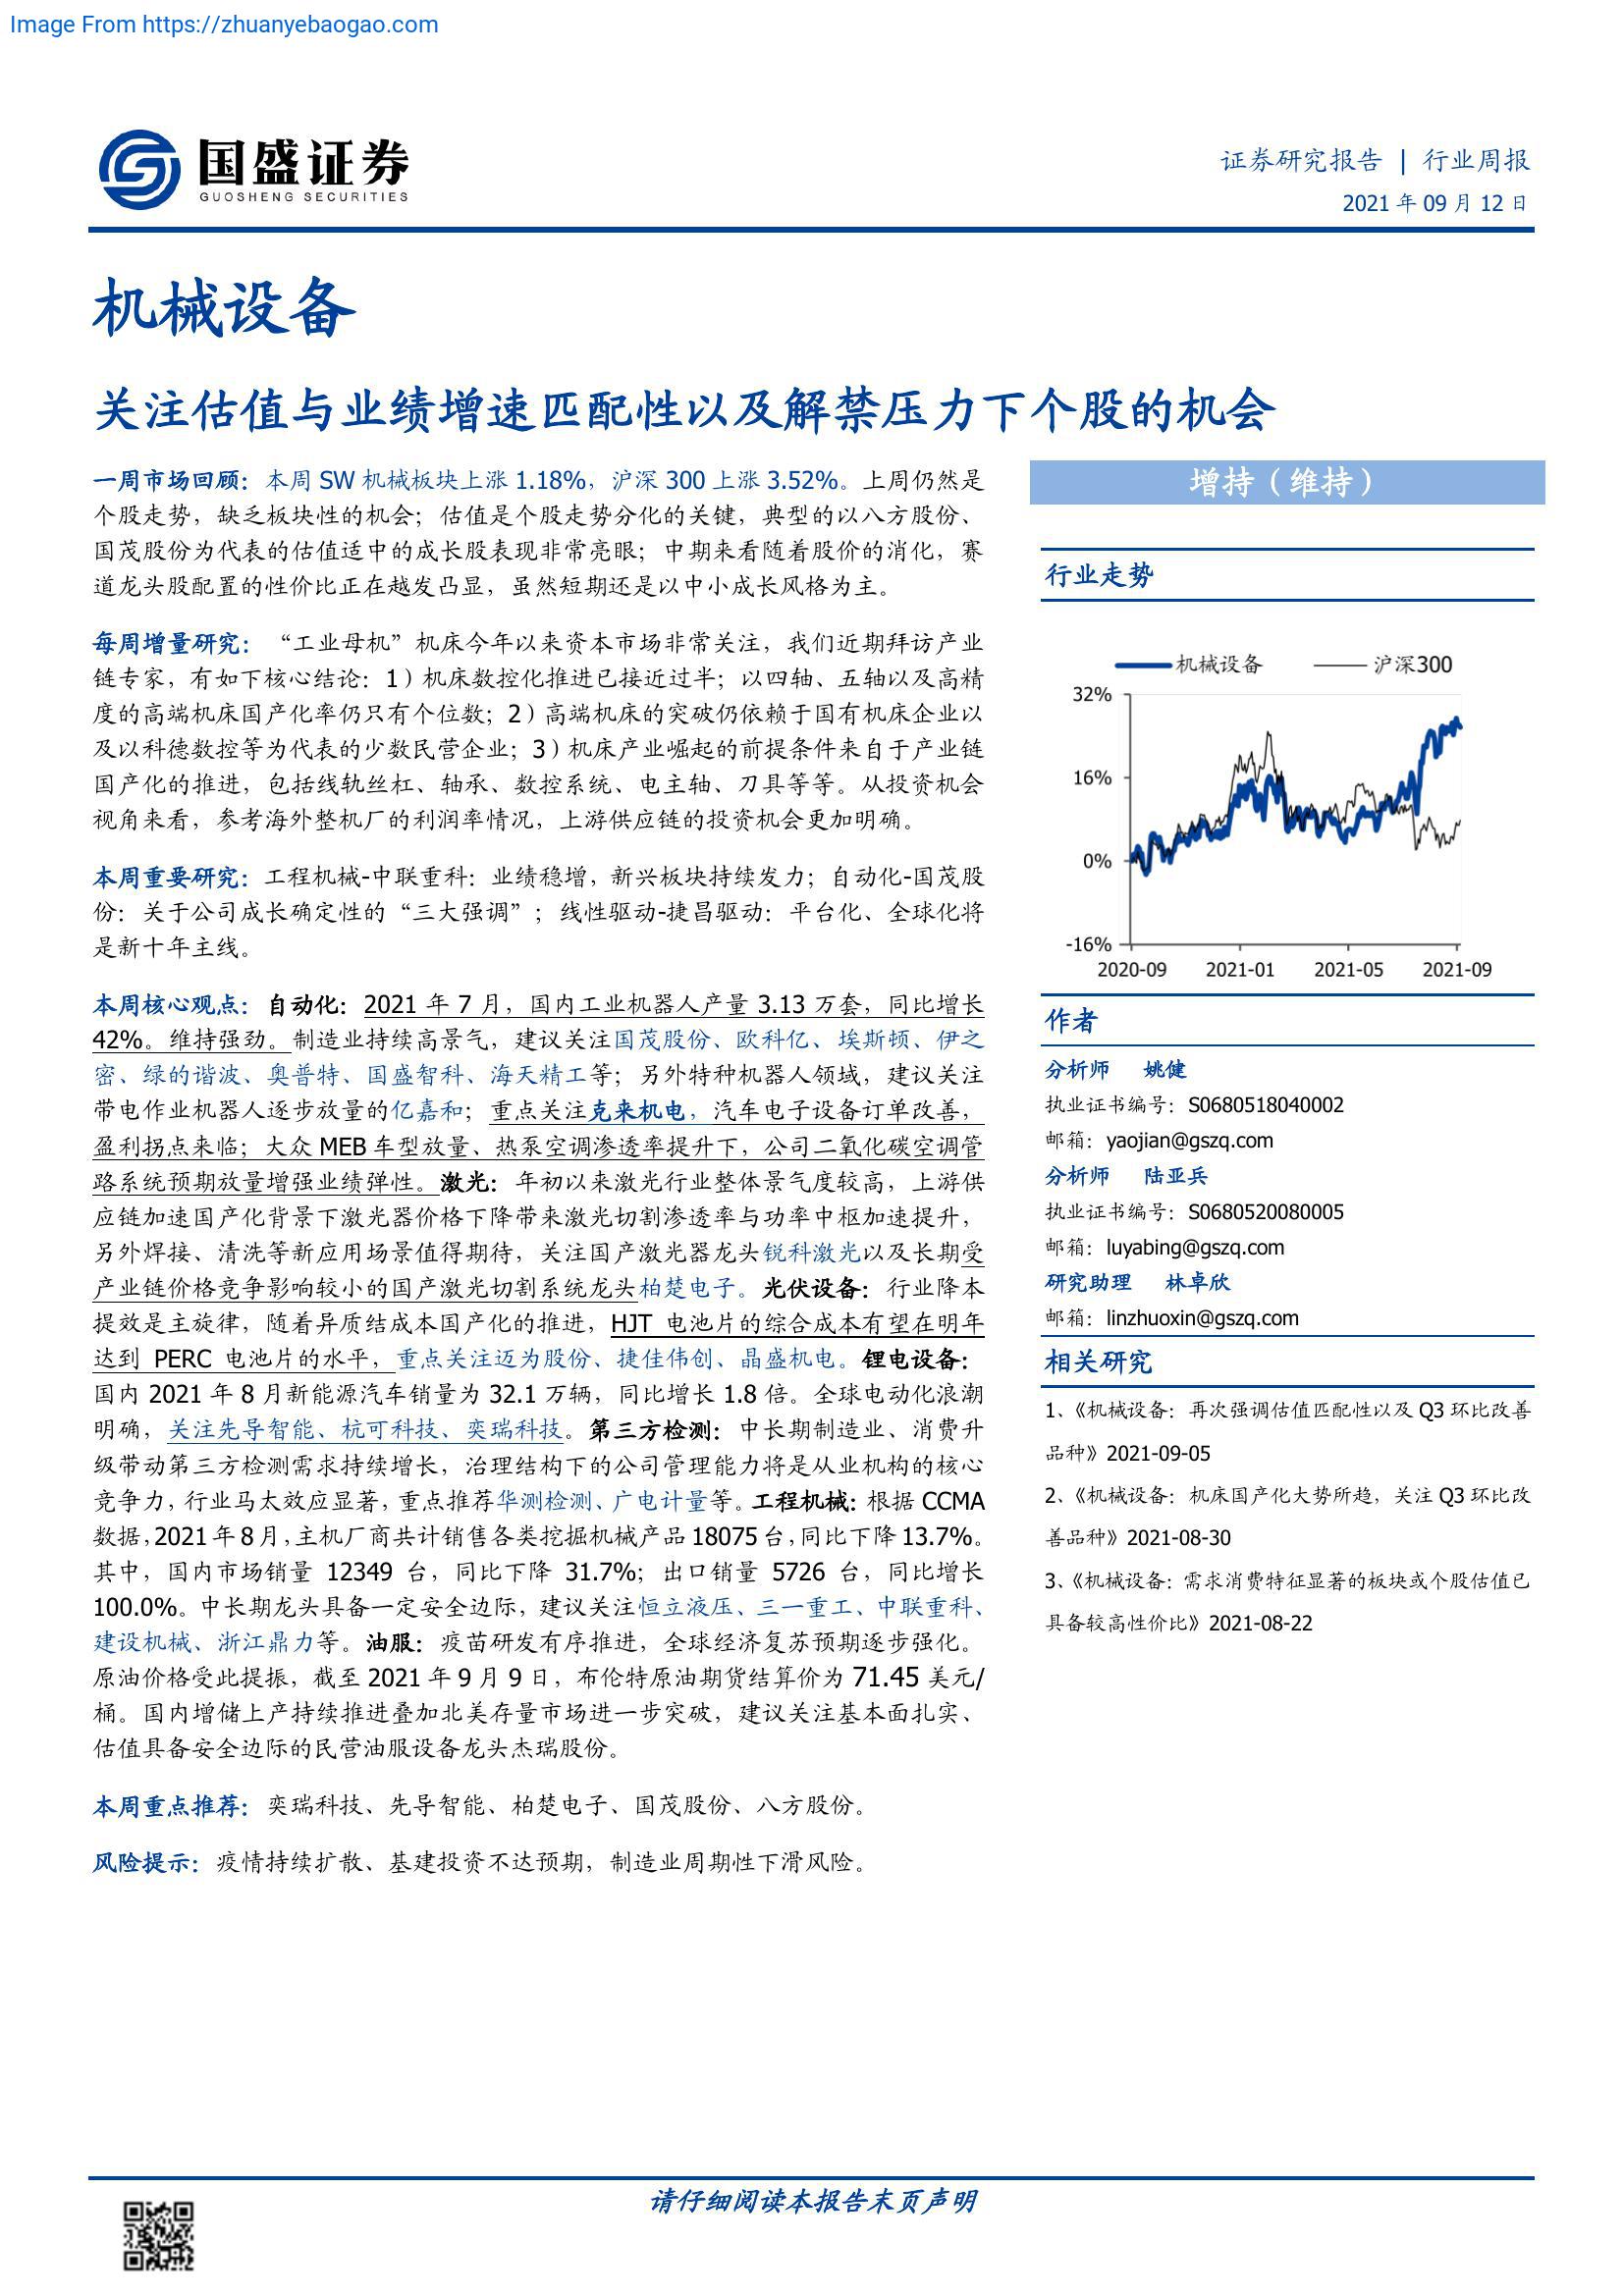 Image From https://zhuanyebaogao.com
国盛证券
GUOSHENG SECURITIES
证券研究报告 | 行业周报
2021 年 09 月 12 日
机械设备
关注估值与业绩增速匹配性以及解禁压力下个股的机会
一周市场回顾：本周 SW 机械板块上涨 1.18%，沪深 300 上涨 3.52%。上周仍然是
个股走势，缺乏板块性的机会；估值是个股走势分化的关键，典型的以八方股份、
国茂股份为代表的估值适中的成长股表现非常亮眼；中期来看随着股价的消化，赛
道龙头股配置的性价比正在越发凸显，虽然短期还是以中小成长风格为主。
每周增量研究：“工业母机”机床今年以来资本市场非常关注，我们近期拜访产业
链专家，有如下核心结论：1）机床数控化推进已接近过半；以四轴、五轴以及高精
度的高端机床国产化率仍只有个位数；2）高端机床的突破仍依赖于国有机床企业以
及以科德数控等为代表的少数民营企业；3）机床产业崛起的前提条件来自于产业链
国产化的推进，包括线轨丝杠、轴承、数控系统、电主轴、刀具等等。从投资机会
视角来看，参考海外整机厂的利润率情况，上游供应链的投资机会更加明确。
本周重要研究：工程机械-中联重科：业绩稳增，新兴板块持续发力；自动化-国茂股
份：关于公司成长确定性的“三大强调”；线性驱动-捷昌驱动：平台化、全球化将
是新十年主线。
本周核心观点：自动化：2021 年 7 月，国内工业机器人产量 3.13 万套，同比增长
42%。维持强劲。制造业持续高景气，建议关注国茂股份、欧科亿、埃斯顿、伊之
密、绿的谐波、奥普特、国盛智科、海天精工等；另外特种机器人领域，建议关注
带电作业机器人逐步放量的亿嘉和；重点关注克来机电，汽车电子设备订单改善，
盈利拐点来临；大众 MEB 车型放量、热泵空调渗透率提升下，公司二氧化碳空调管
路系统预期放量增强业绩弹性。激光：年初以来激光行业整体景气度较高，上游供
应链加速国产化背景下激光器价格下降带来激光切割渗透率与功率中枢加速提升，
另外焊接、清洗等新应用场景值得期待，关注国产激光器龙头锐科激光以及长期受
产业链价格竞争影响较小的国产激光切割系统龙头柏楚电子。光伏设备：行业降本
提效是主旋律，随着异质结成本国产化的推进，HJT 电池片的综合成本有望在明年
达到 PERC 电池片的水平，重点关注迈为股份、捷佳伟创、晶盛机电。锂电设备：
国内 2021 年 8 月新能源汽车销量为 32.1 万辆，同比增长 1.8 倍。全球电动化浪潮
明确，关注先导智能、杭可科技、奕瑞科技。第三方检测：中长期制造业、消费升
级带动第三方检测需求持续增长，治理结构下的公司管理能力将是从业机构的核心
竞争力，行业马太效应显著，重点推荐华测检测、广电计量等。工程机械：根据 CCMA
数据，2021 年 8 月，主机厂商共计销售各类挖掘机械产品 18075 台，同比下降 13.7%。
其中，国内市场销量 12349 台，同比下降 31.7%；出口销量 5726 台，同比增长
100.0%。中长期龙头具备一定安全边际，建议关注恒立液压、三一重工、中联重科、
建设机械、浙江鼎力等。油服：疫苗研发有序推进，全球经济复苏预期逐步强化。
原油价格受此提振，截至 2021 年 9 月 9 日，布伦特原油期货结算价为 71.45 美元/
桶。国内增储上产持续推进叠加北美存量市场进一步突破，建议关注基本面扎实、
估值具备安全边际的民营油服设备龙头杰瑞股份。
本周重点推荐：奕瑞科技、先导智能、柏楚电子、国茂股份、八方股份。
风险提示：疫情持续扩散、基建投资不达预期，制造业周期性下滑风险。
增持（维持）
行业走势
机械设备 沪深300
32%
16%
0%
-16%
2020-09 2021-01 2021-05 2021-09
作者
分析师 姚健
执业证书编号：S0680518040002
邮箱：yaojian@gszq.com
分析师 陆亚兵
执业证书编号：S0680520080005
邮箱：luyabing@gszq.com
研究助理 林卓欣
邮箱：linzhuoxin@gszq.com
相关研究
1、《机械设备：再次强调估值匹配性以及 Q3 环比改善
品种》2021-09-05
2、《机械设备：机床国产化大势所趋，关注 Q3 环比改
善品种》2021-08-30
3、《机械设备：需求消费特征显著的板块或个股估值已
具备较高性价比》2021-08-22
请仔细阅读本报告末页声明